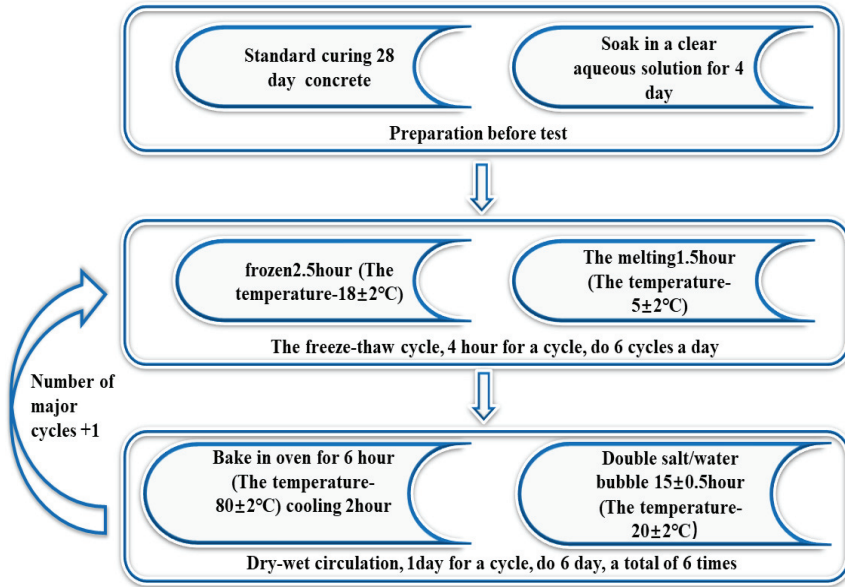 Standard curing 28
day concrete
Soak in a clear
aqueous solution for 4
day
Preparation before test
frozen2.5hour (The
temperature-18±2℃)
The melting1.5hour
(The temperature-
5±2℃)
The freeze-thaw cycle, 4 hour for a cycle, do 6 cycles a day
Number of
major
cycles +1
Bake in oven for 6 hour
(The temperature-
80±2℃) cooling 2hour
Double salt/water
bubble 15±0.5hour
(The temperature-
20±2℃)
Dry-wet circulation, 1day for a cycle, do 6 day, a total of 6 times